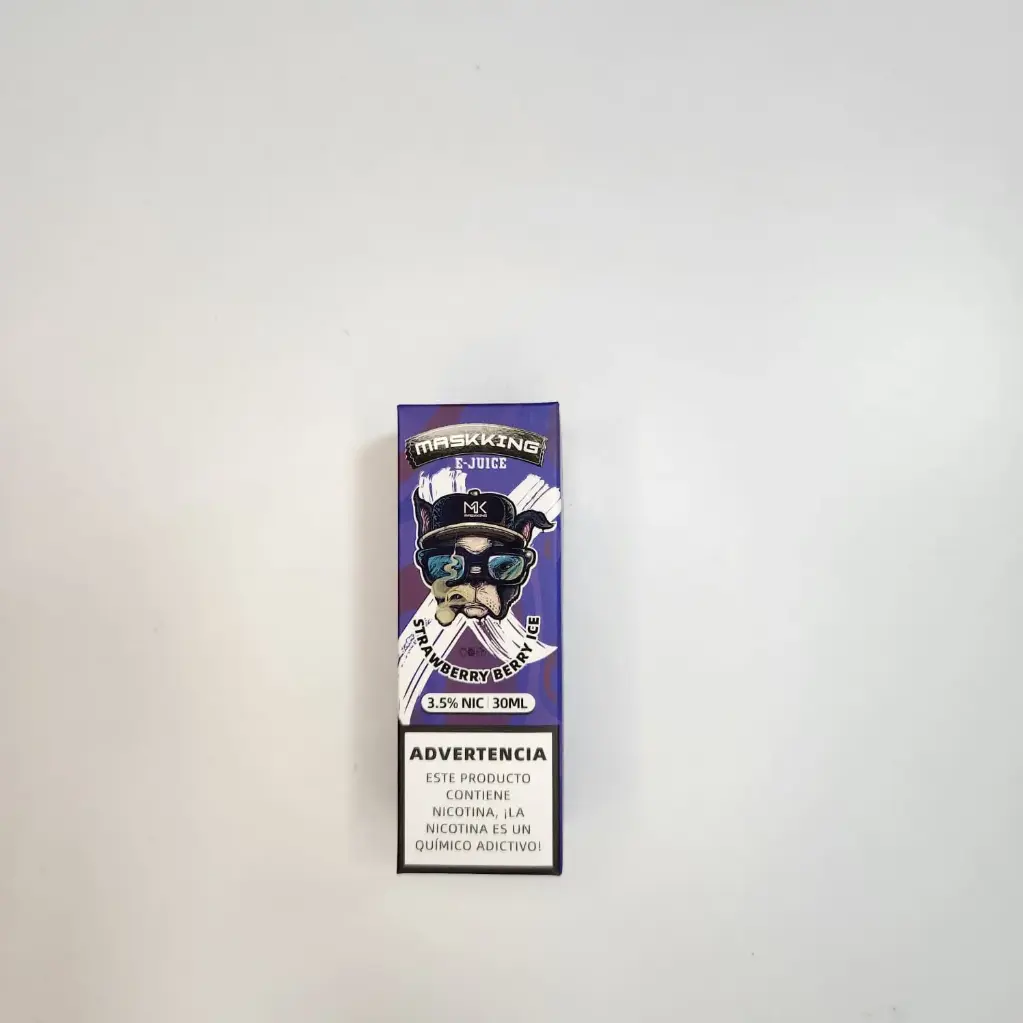 MASKKING
E-JUICE
MK
MASKKING
STRAWBERRY BERRY ICE
3.5% NIC | 30ML
ADVERTENCIA
ESTE PRODUCTO
CONTIENE
NICOTINA, ¡LA
NICOTINA ES UN
QUÍMICO ADICTIVO!